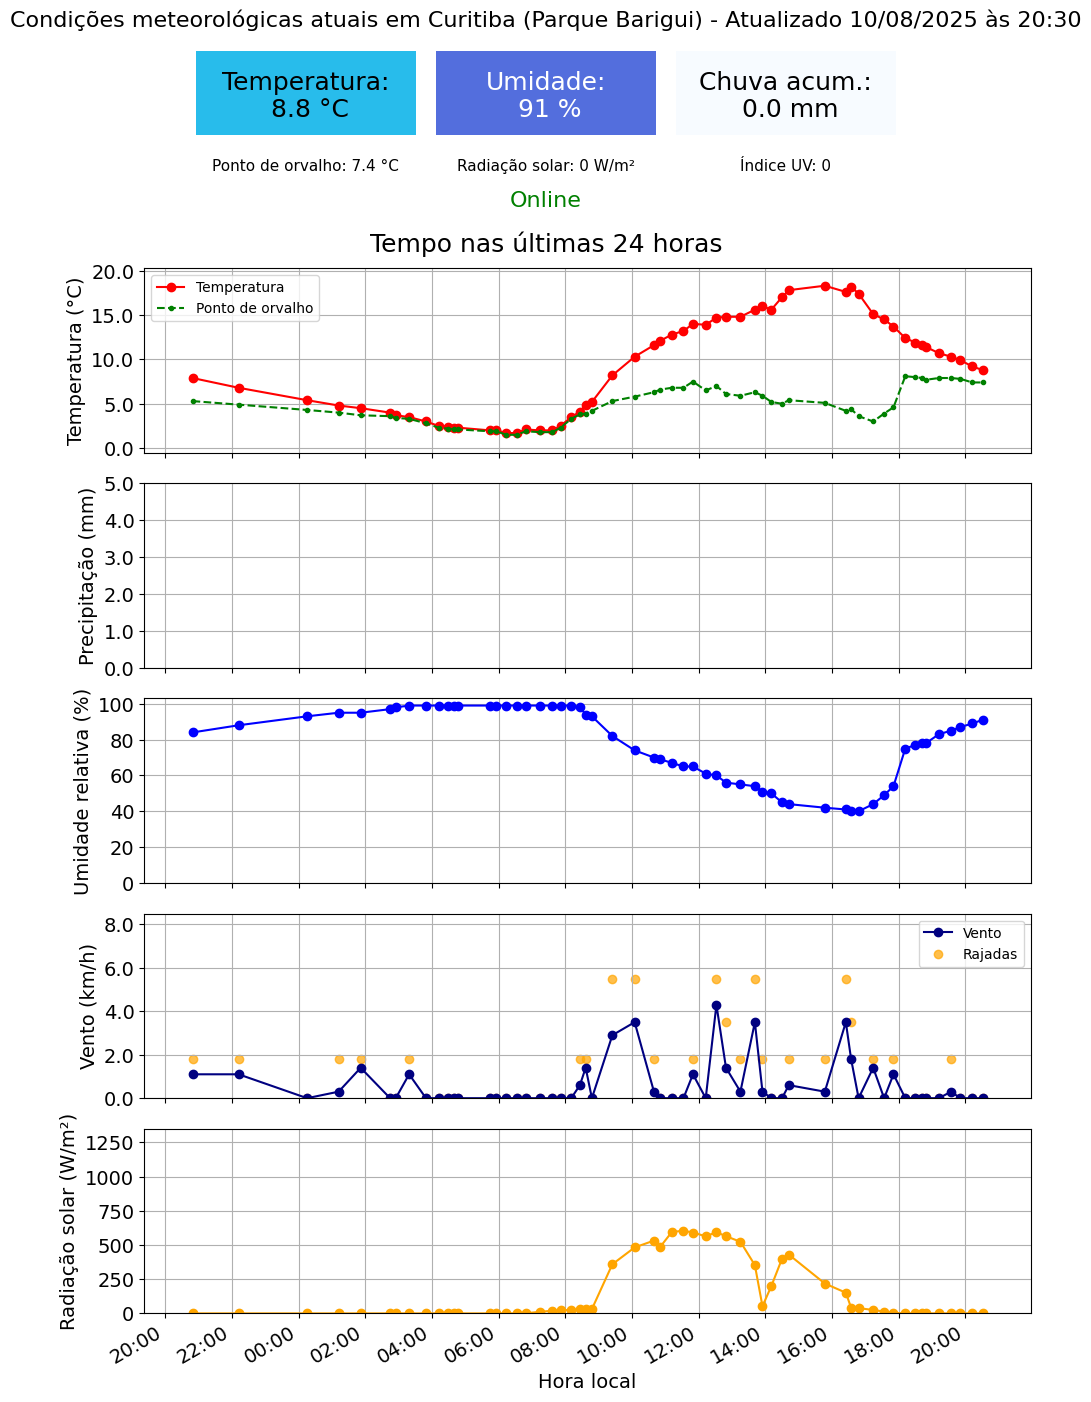 Condições meteorológicas atuais em Curitiba (Parque Barigui) - Atualizado 10/08/2025 às 20:30
Temperatura:
8.8 °C
Umidade:
91 %
Chuva acum.:
0.0 mm
Ponto de orvalho: 7.4 °C
Radiação solar: 0 W/m²
Índice UV: 0
Online
Tempo nas últimas 24 horas
Temperatura (°C)
20.0
15.0
10.0
5.0
0.0
Temperatura
Ponto de orvalho
Precipitação (mm)
5.0
4.0
3.0
2.0
1.0
0.0
Umidade relativa (%)
100
80
60
40
20
0
Vento (km/h)
8.0
6.0
4.0
2.0
0.0
Vento
Rajadas
Radiação solar (W/m²)
1250
1000
750
500
250
0
20:00
22:00
00:00
02:00
04:00
06:00
08:00
10:00
12:00
14:00
16:00
18:00
20:00
Hora local